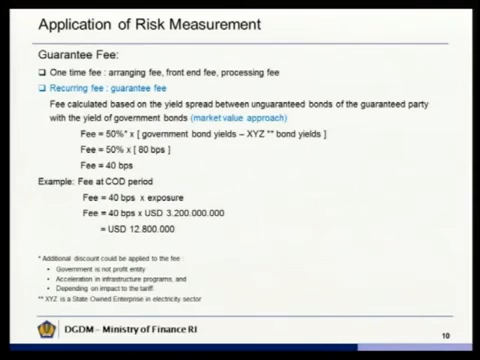 Application of Risk Measurement
Guarantee Fee:
One time fee : arranging fee, front end fee, processing fee
Recurring fee : guarantee fee
Fee calculated based on the yield spread between unguaranteed bonds of the guaranteed party
with the yield of government bonds (market value approach)
Fee = 50%* x [ government bond yields – XYZ ** bond yields ]
Fee = 50% x [ 80 bps ]
Fee = 40 bps
Example: Fee at COD period
Fee = 40 bps x exposure
Fee = 40 bps x USD 3.200.000.000
= USD 12.800.000
* Additional discount could be applied to the fee :
• Government is not profit entity
• Acceleration in infrastructure programs, and
• Depending on impact to the tariff.
** XYZ is a State Owned Enterprise in electricity sector
DGDM – Ministry of Finance RI
10